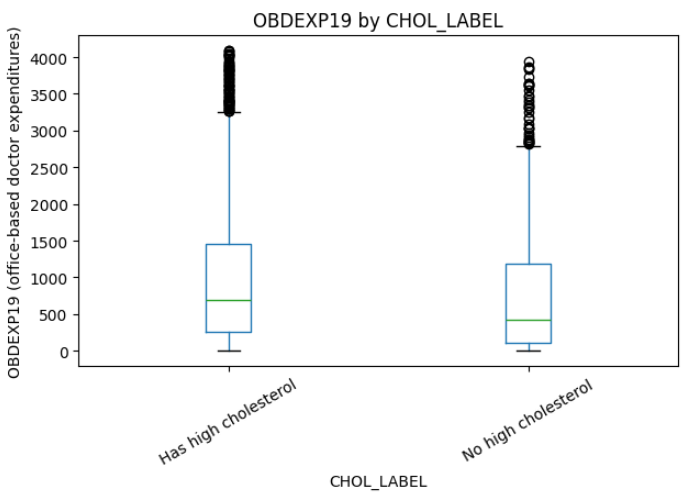 OBDEXP19 by CHOL_LABEL
OBDEXP19 (office-based doctor expenditures)
4000
3500
3000
2500
2000
1500
1000
500
0
Has high cholesterol
No high cholesterol
CHOL_LABEL